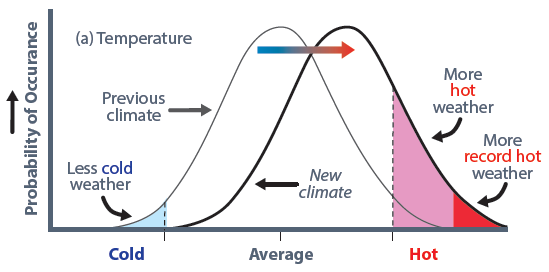 (a) Temperature
Probability of Occurance
Previous
climate
Less cold
weather
New
climate
More
hot
weather
More
record hot
weather
Cold
Average
Hot